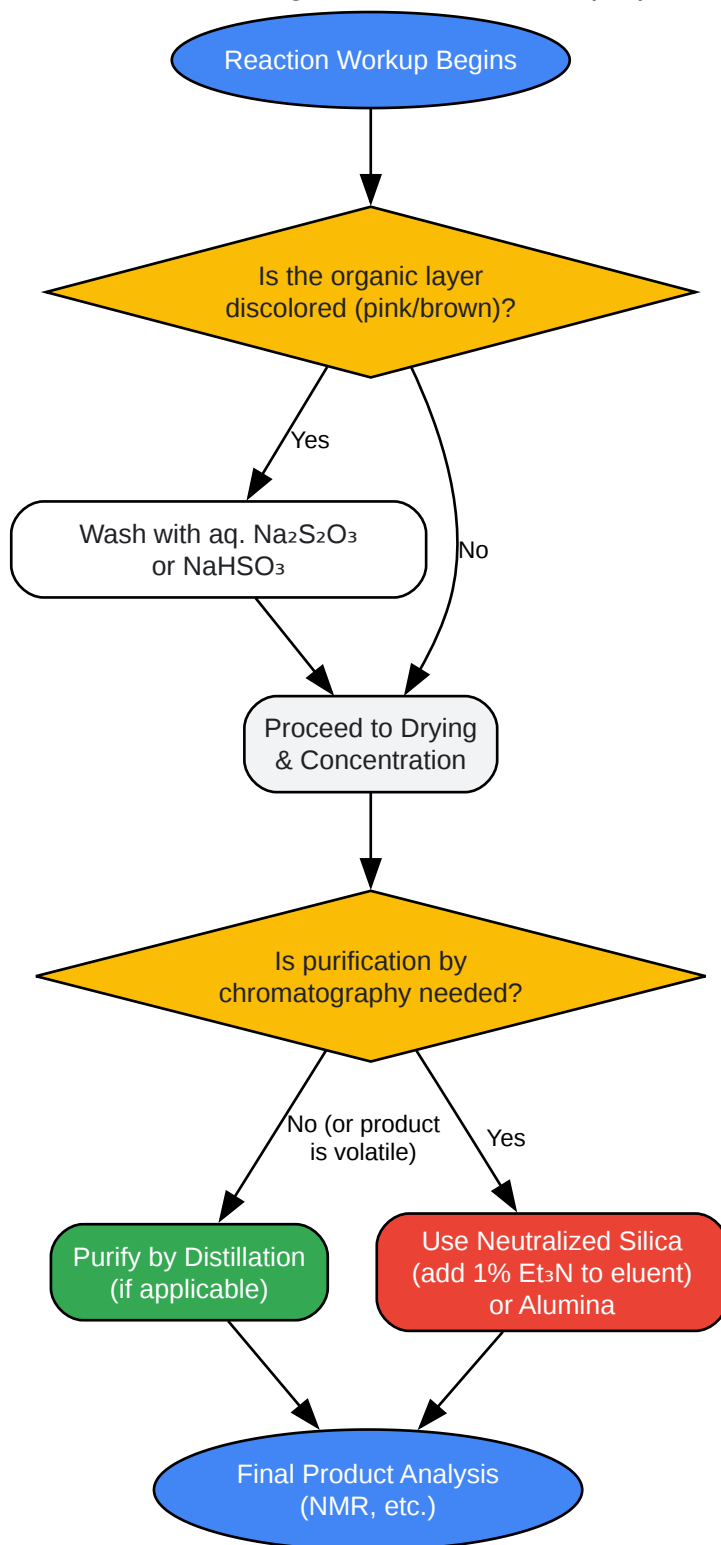 Reaction Workup Begins
Is the organic layer
discolored (pink/brown)?
Yes
Wash with aq. Na₂S₂O₃
or NaHSO₃
No
Proceed to Drying
& Concentration
Is purification by
chromatography needed?
No (or product
is volatile)
Yes
Purify by Distillation
(if applicable)
Use Neutralized Silica
(add 1% Et₃N to eluent)
or Alumina
Final Product Analysis
(NMR, etc.)